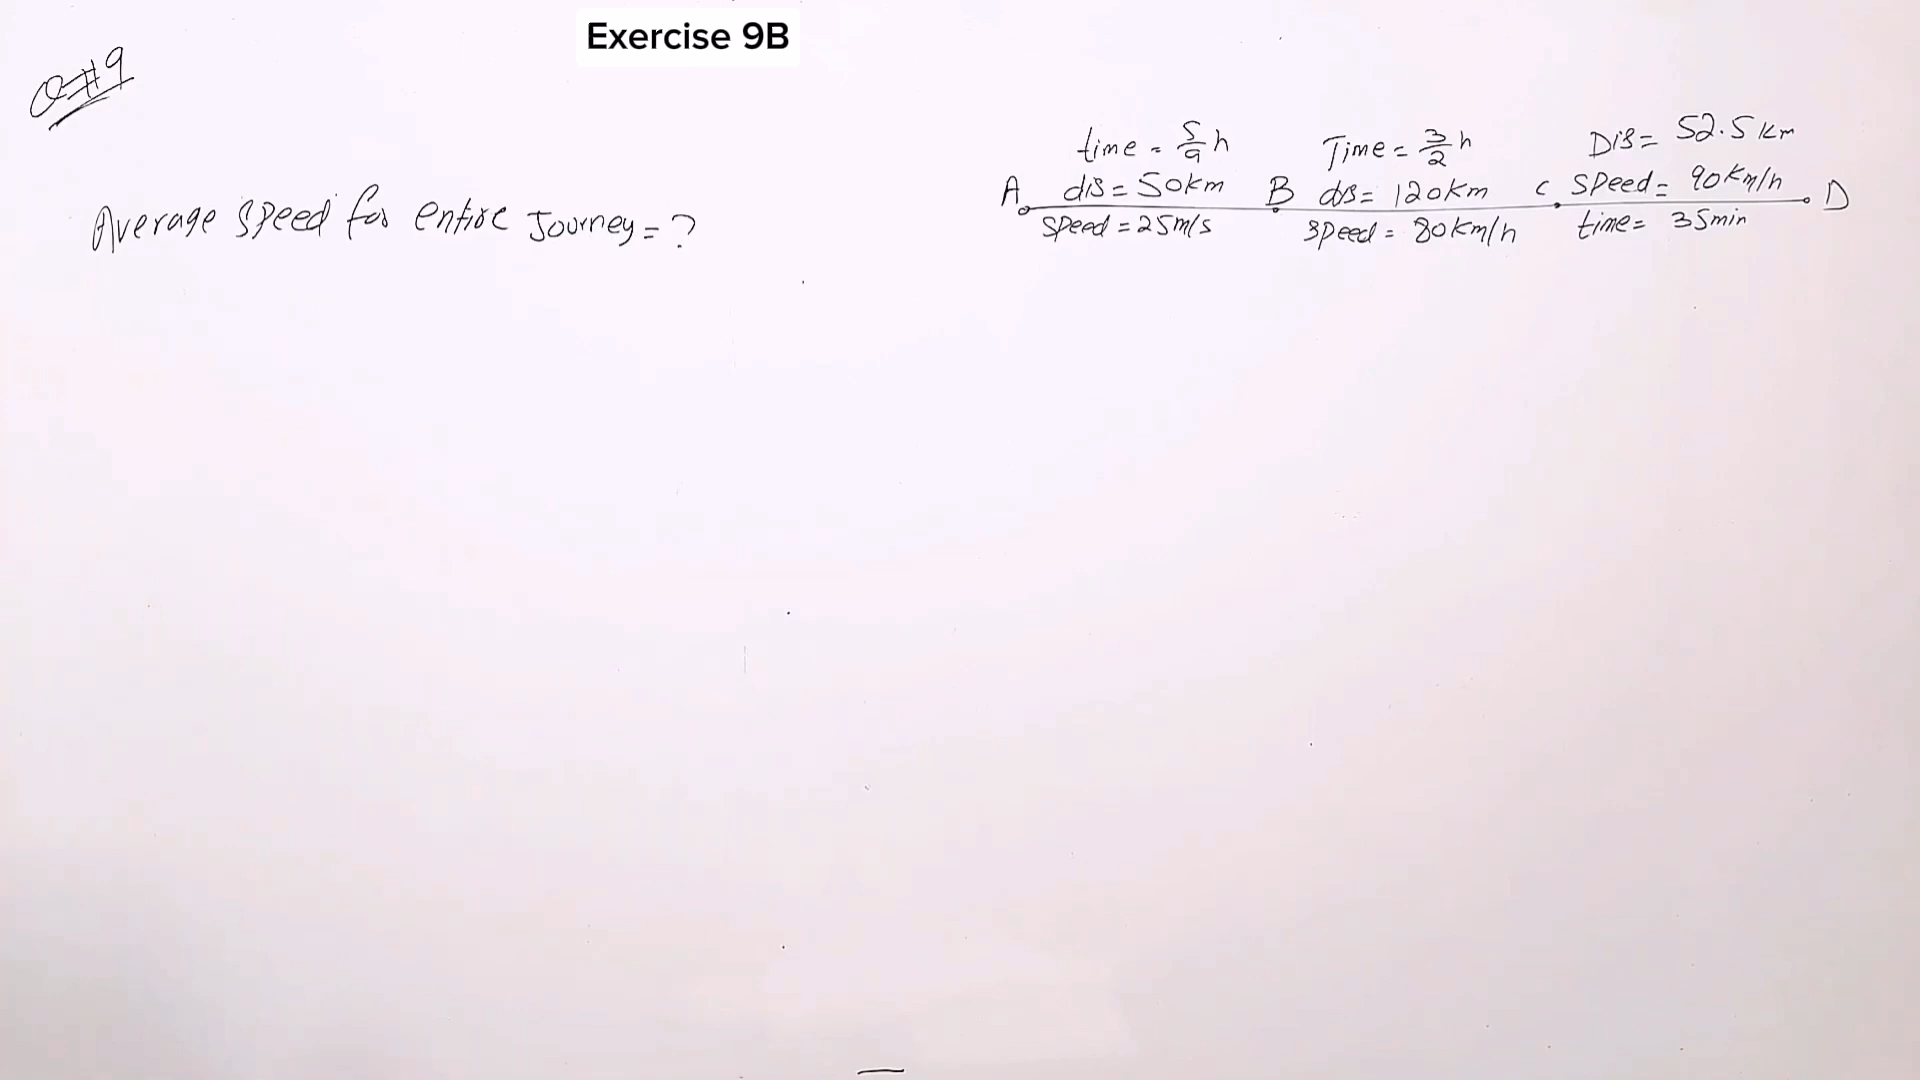 Exercise 9B
Q#9
time = 5/9 h Time = 3/2 h Dis = 52.5 km
A dis = 50km B dis = 120km C Speed = 90km/h D
Speed = 25m/s Speed = 80km/h time = 35min
Average speed for entire Journey = ?